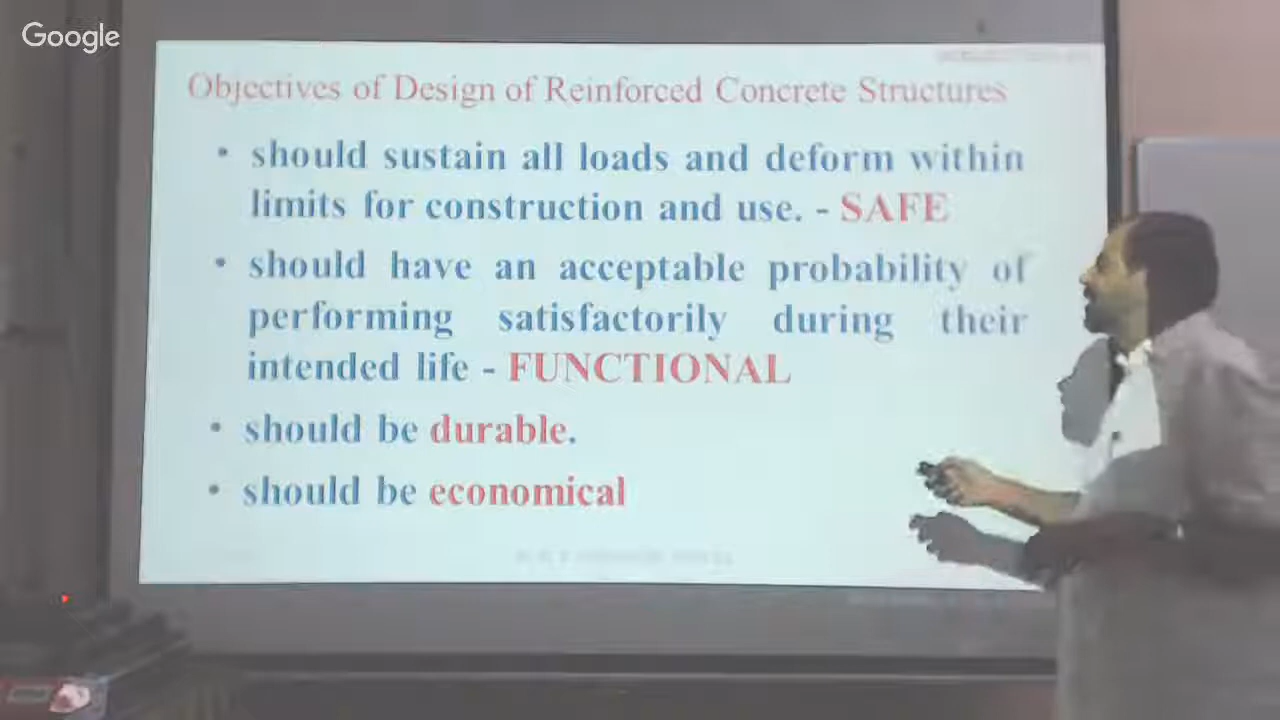 Google
Objectives of Design of Reinforced Concrete Structures
• should sustain all loads and deform within
limits for construction and use. - SAFE
• should have an acceptable probability of
performing satisfactorily during their
intended life - FUNCTIONAL
• should be durable.
• should be economical